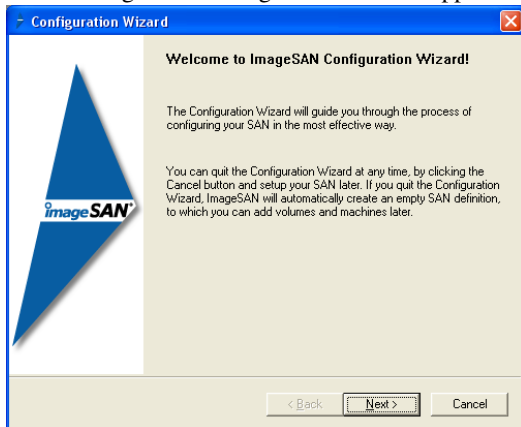 Configuration Wizard
Welcome to ImageSAN Configuration Wizard!
The Configuration Wizard will guide you through the process of
configuring your SAN in the most effective way.
You can quit the Configuration Wizard at any time, by clicking the
Cancel button and setup your SAN later. If you quit the Configuration
Wizard, ImageSAN will automatically create an empty SAN definition,
to which you can add volumes and machines later.
imageSAN
< Back
Next >
Cancel